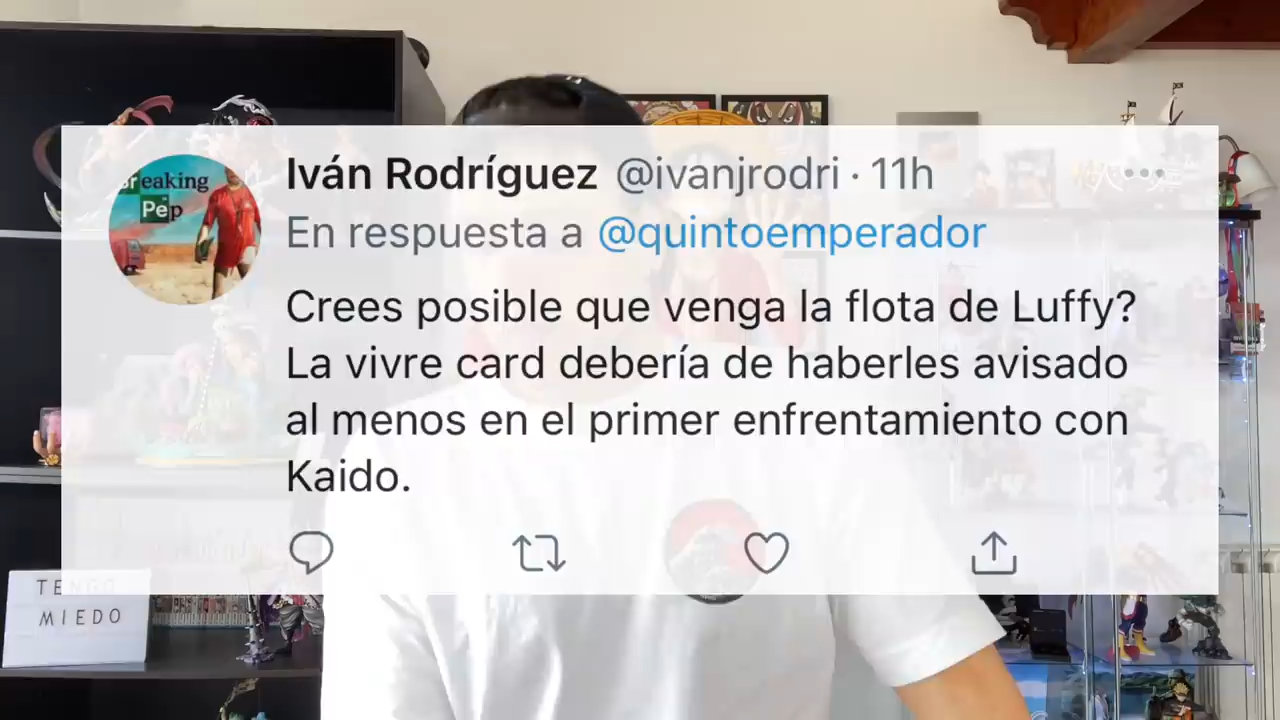 Iván Rodríguez @ivanjrodri · 11h
Breaking
Pep
En respuesta a @quintoemperador
Crees posible que venga la flota de Luffy?
La vivre card debería de haberles avisado
al menos en el primer enfrentamiento con
Kaido.
TENGO
MIEDO